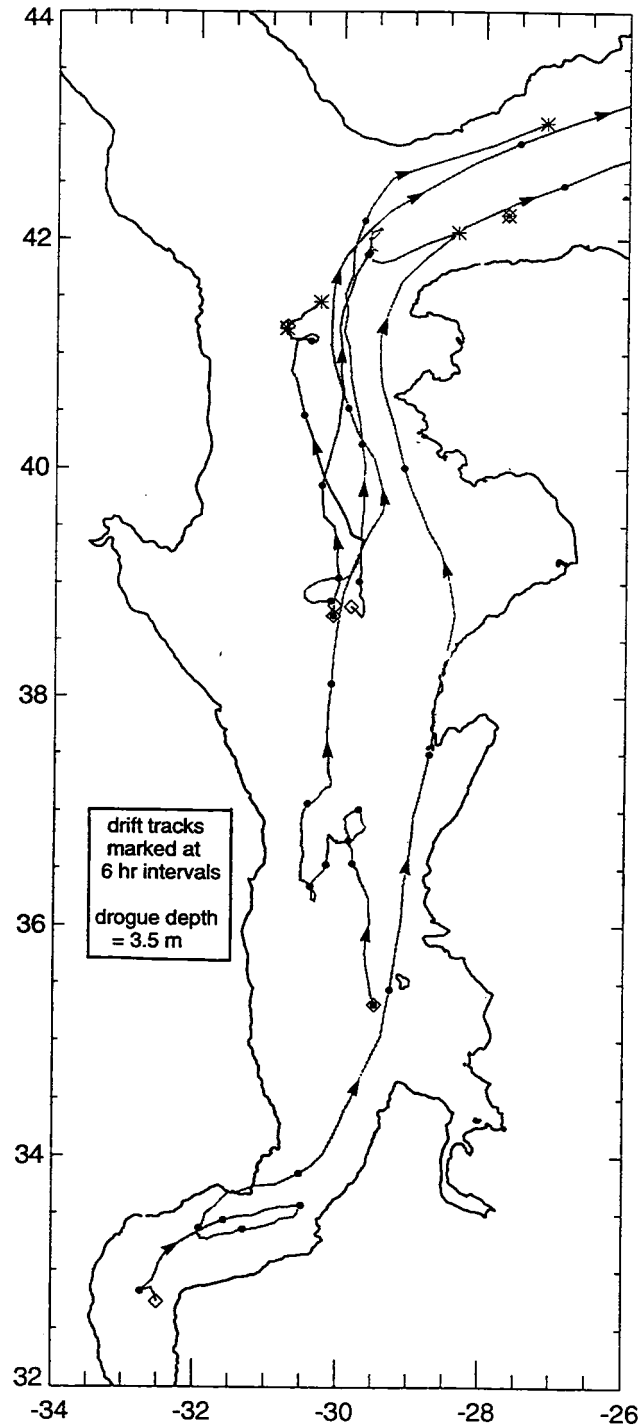 44
42
40
38
drift tracks
marked at
6 hr intervals
drogue depth
= 3.5 m
36
34
32
-34
-32
-30
-28
-26